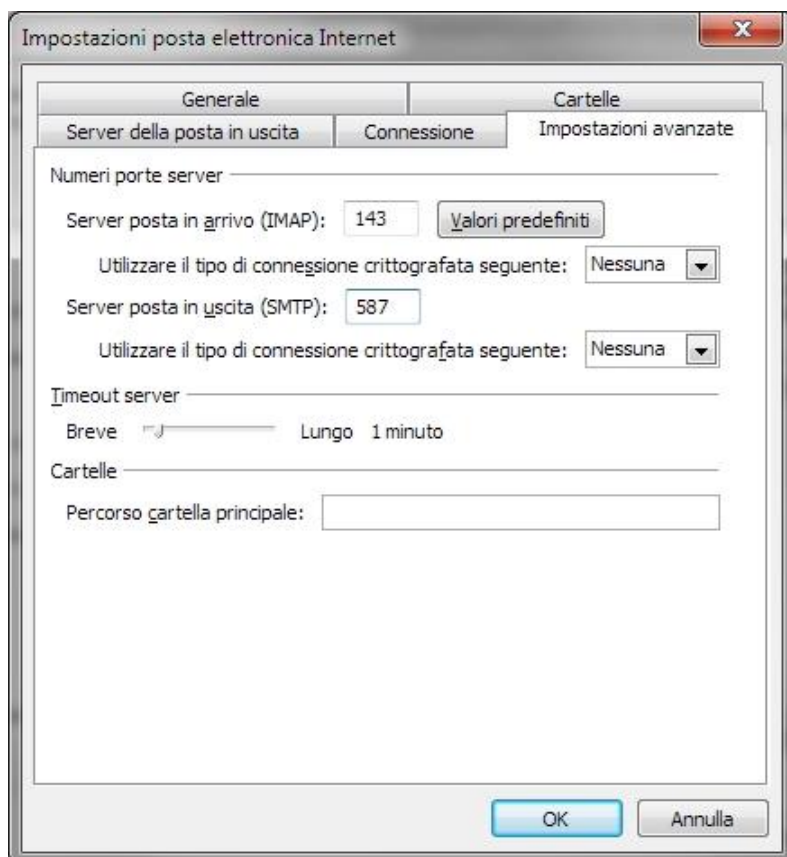 Impostazioni posta elettronica Internet
Generale Cartelle
Server della posta in uscita Connessione Impostazioni avanzate
Numeri porte server
Server posta in arrivo (IMAP): 143 Valori predefiniti
Utilizzare il tipo di connessione crittografata seguente: Nessuna
Server posta in uscita (SMTP): 587
Utilizzare il tipo di connessione crittografata seguente: Nessuna
Timeout server
Breve Lungo 1 minuto
Cartelle
Percorso cartella principale:
OK Annulla